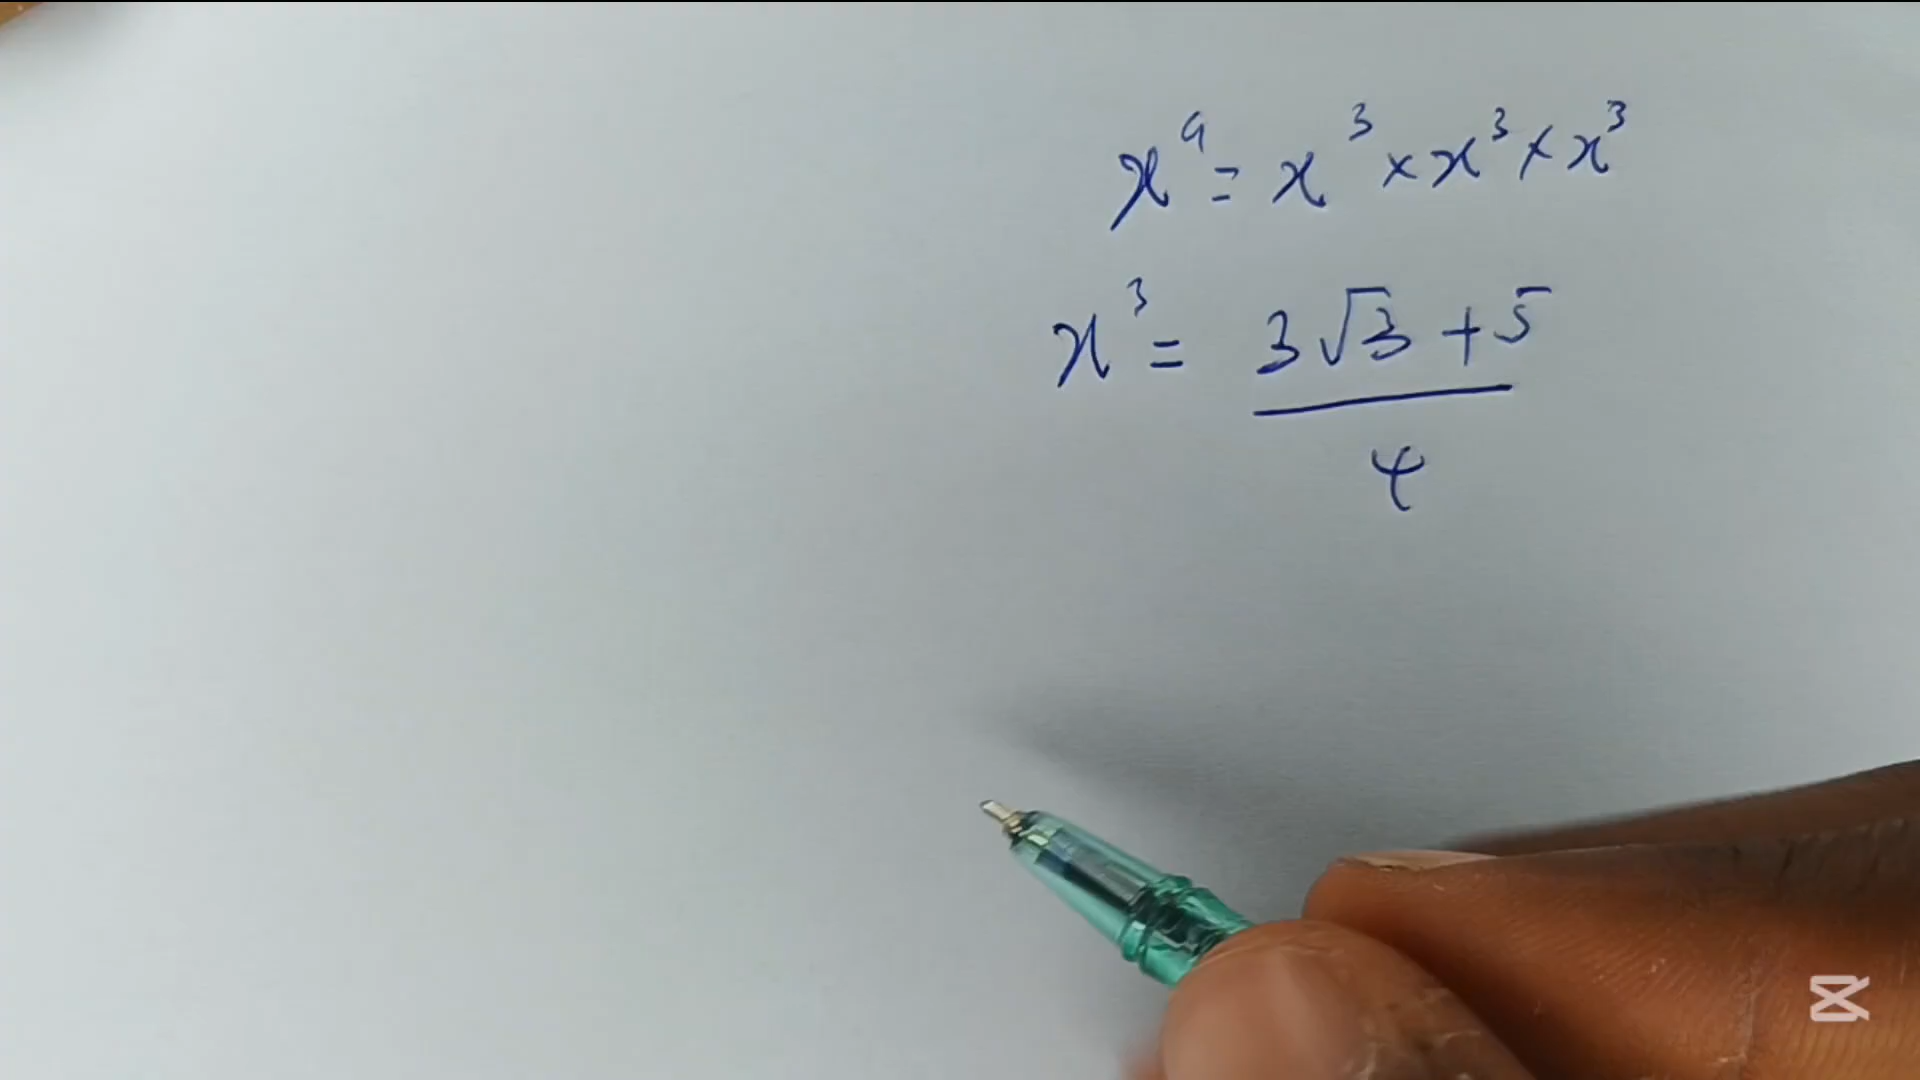 x⁹ = x³ × x³ × x³
x³ = (3√3 + 5)/4